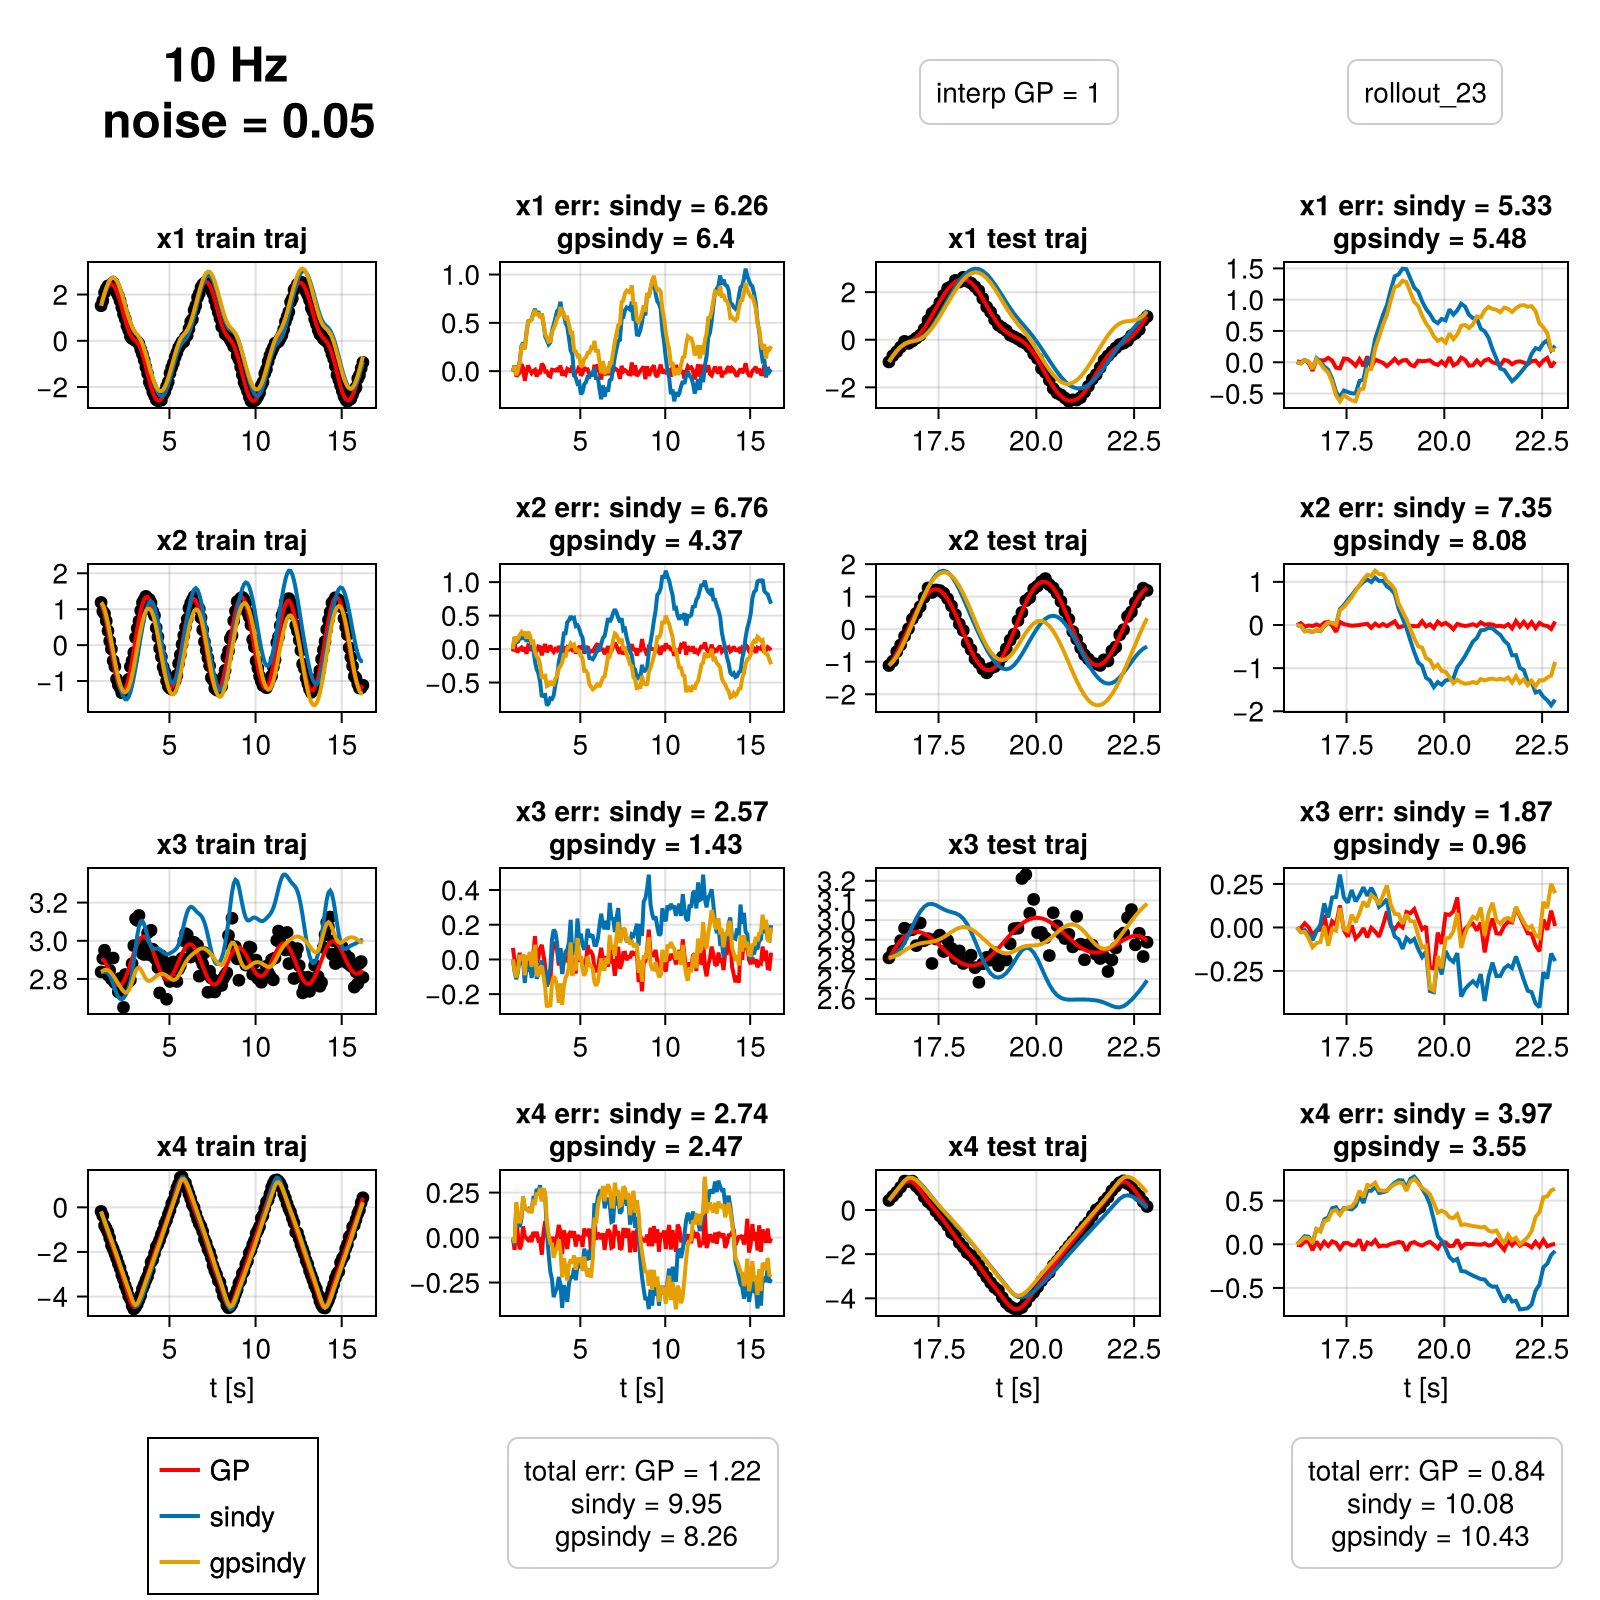 10 Hz
noise = 0.05
interp GP = 1
rollout_23
x1 train traj
x1 err: sindy = 6.26
gpsindy = 6.4
x1 test traj
x1 err: sindy = 5.33
gpsindy = 5.48
2
0
−2
5
10
15
1.0
0.5
0.0
5
10
15
2
0
−2
17.5
20.0
22.5
1.5
1.0
0.5
0.0
−0.5
17.5
20.0
22.5
x2 train traj
x2 err: sindy = 6.76
gpsindy = 4.37
x2 test traj
x2 err: sindy = 7.35
gpsindy = 8.08
2
1
0
−1
5
10
15
1.0
0.5
0.0
−0.5
5
10
15
2
1
0
−1
−2
17.5
20.0
22.5
1
0
−1
−2
17.5
20.0
22.5
x3 train traj
x3 err: sindy = 2.57
gpsindy = 1.43
x3 test traj
x3 err: sindy = 1.87
gpsindy = 0.96
3.2
3.0
2.8
5
10
15
0.4
0.2
0.0
−0.2
5
10
15
3.2
3.1
3.0
2.9
2.8
2.7
2.6
17.5
20.0
22.5
0.25
0.00
−0.25
17.5
20.0
22.5
x4 train traj
x4 err: sindy = 2.74
gpsindy = 2.47
x4 test traj
x4 err: sindy = 3.97
gpsindy = 3.55
0
−2
−4
5
10
15
t [s]
0.25
0.00
−0.25
5
10
15
t [s]
0
−2
−4
17.5
20.0
22.5
t [s]
0.5
0.0
−0.5
17.5
20.0
22.5
t [s]
GP
sindy
gpsindy
total err: GP = 1.22
sindy = 9.95
gpsindy = 8.26
total err: GP = 0.84
sindy = 10.08
gpsindy = 10.43